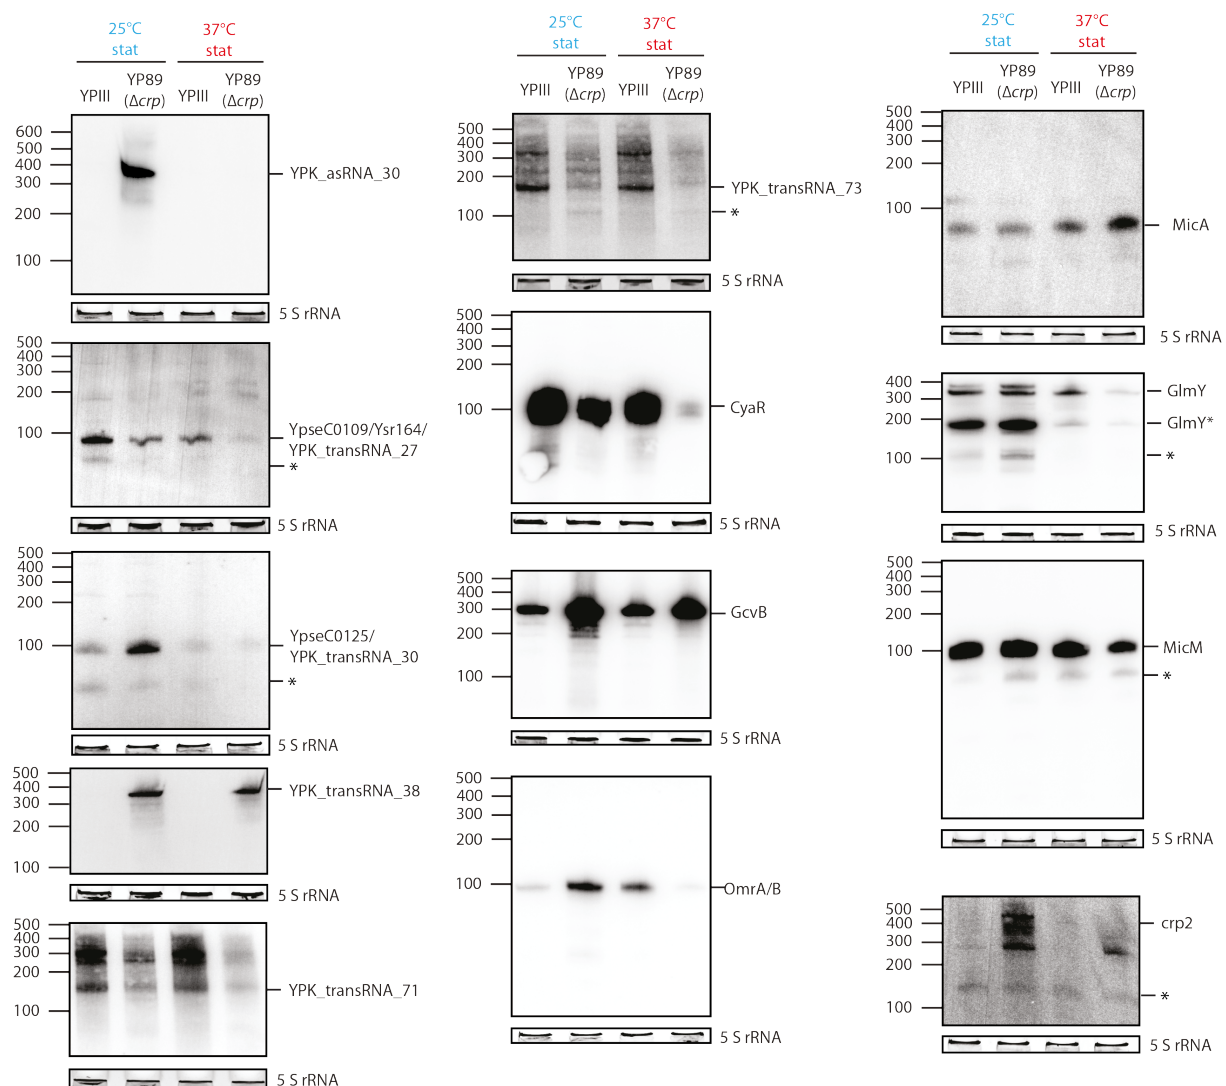 25°C
stat
37°C
stat
YPIII
YP89
(Δcrp)
YPIII
YP89
(Δcrp)
600
500
400
300
200
100
YPK_asRNA_30
5 S rRNA
500
400
300
200
100
YpseC0109/Ysr164/
YPK_transRNA_27
*
5 S rRNA
500
400
300
200
100
YpseC0125/
YPK_transRNA_30
*
5 S rRNA
500
400
300
200
100
YPK_transRNA_38
5 S rRNA
500
400
300
200
100
YPK_transRNA_71
5 S rRNA
25°C
stat
37°C
stat
YPIII
YP89
(Δcrp)
YPIII
YP89
(Δcrp)
500
400
300
200
100
YPK_transRNA_73
*
5 S rRNA
500
400
300
200
100
CyaR
5 S rRNA
500
400
300
200
100
GcvB
5 S rRNA
500
400
300
200
100
OmrA/B
5 S rRNA
25°C
stat
37°C
stat
YPIII
YP89
(Δcrp)
YPIII
YP89
(Δcrp)
500
400
300
200
100
MicA
5 S rRNA
400
300
200
100
GlmY
GlmY*
*
5 S rRNA
500
400
300
200
100
MicM
*
5 S rRNA
500
400
300
200
100
crp2
*
5 S rRNA